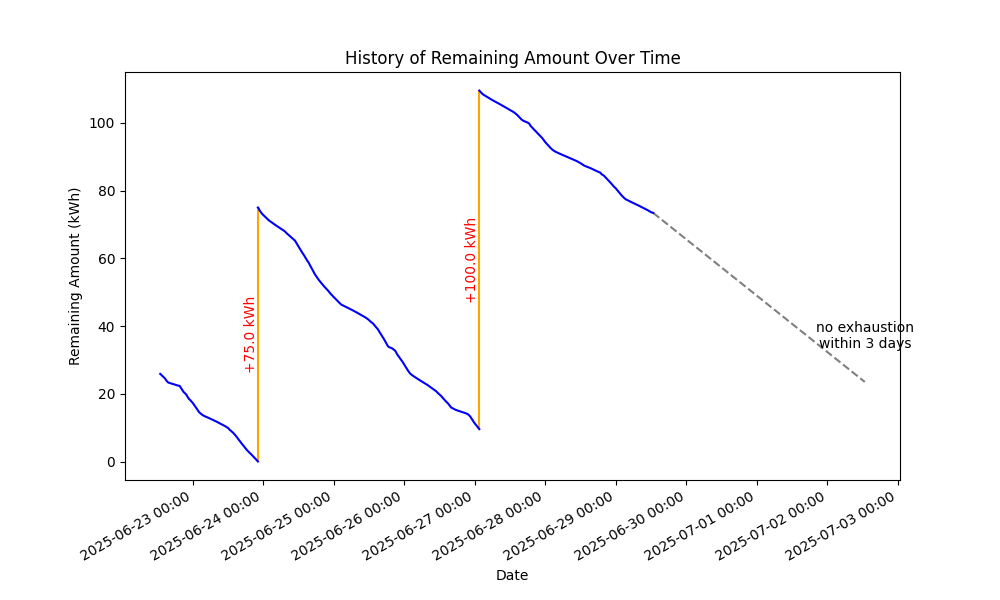 History of Remaining Amount Over Time
Remaining Amount (kWh)
100
80
60
40
20
0
+75.0 kWh
+100.0 kWh
no exhaustion
within 3 days
2025-06-23 00:00
2025-06-24 00:00
2025-06-25 00:00
2025-06-26 00:00
2025-06-27 00:00
2025-06-28 00:00
2025-06-29 00:00
2025-06-30 00:00
2025-07-01 00:00
2025-07-02 00:00
2025-07-03 00:00
Date